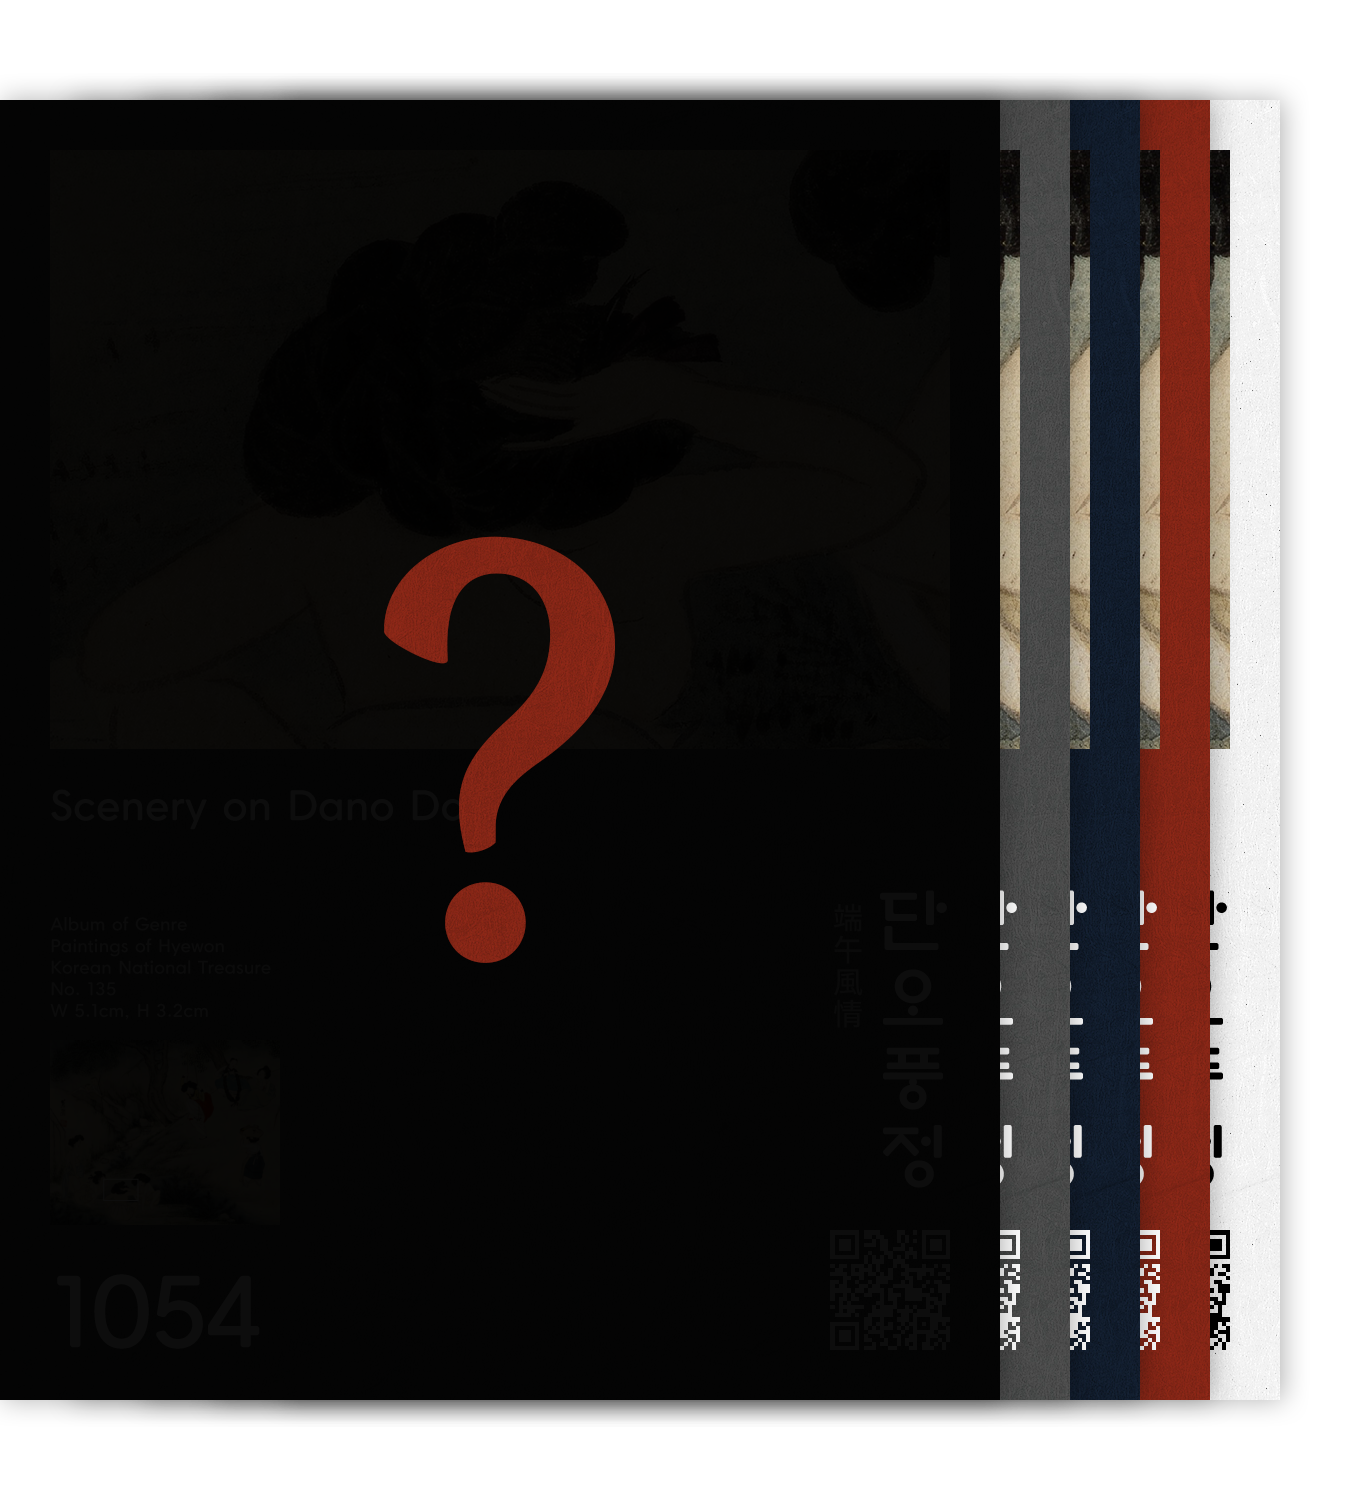 ?
Scenery on Dano Da
Album of Genre
Paintings of Hyewon
Korean National Treasure
No. 135
W 5.1cm, H 3.2cm
1054
단오풍정
端午風情